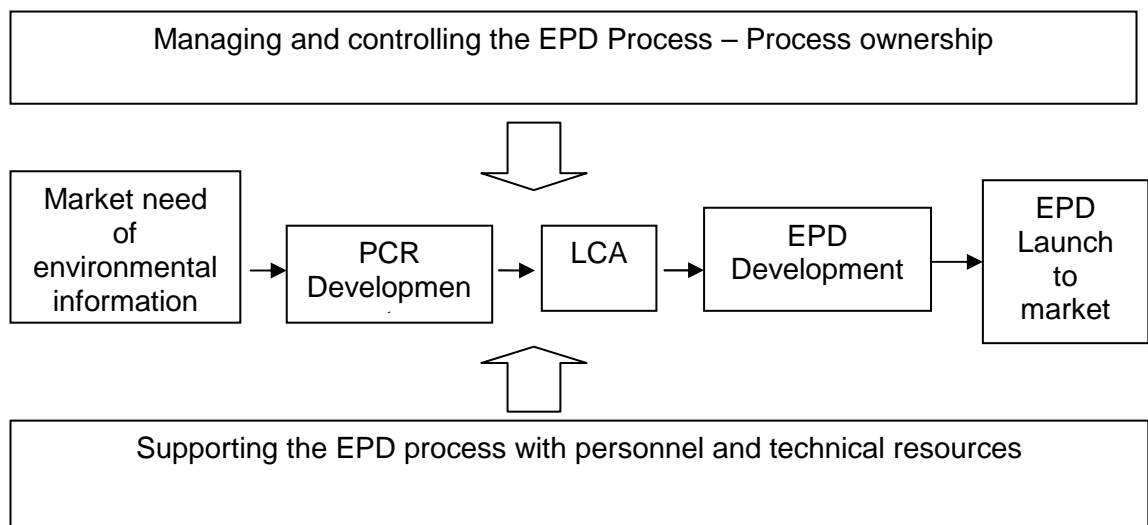 Managing and controlling the EPD Process – Process ownership
Market need
of
environmental
information
PCR
Developmen
LCA
EPD
Development
EPD
Launch
to
market
Supporting the EPD process with personnel and technical resources